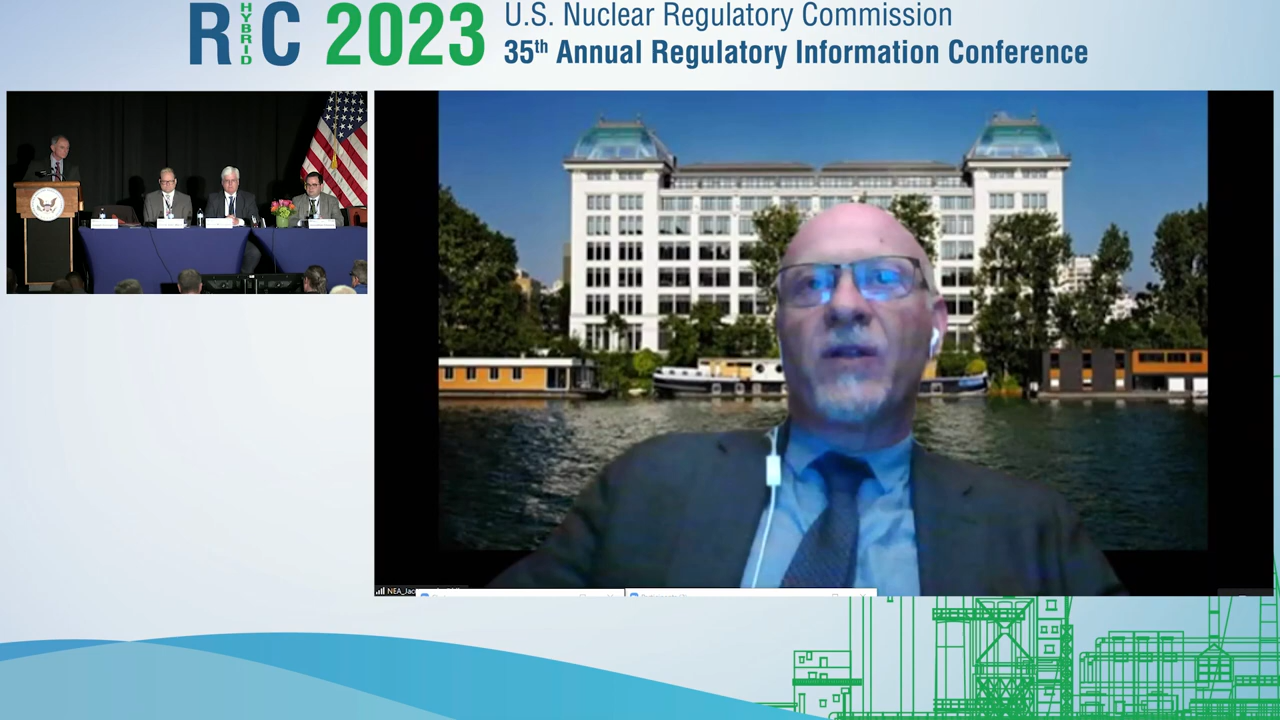 RIC 2023
HYBRID
U.S. Nuclear Regulatory Commission
35th Annual Regulatory Information Conference